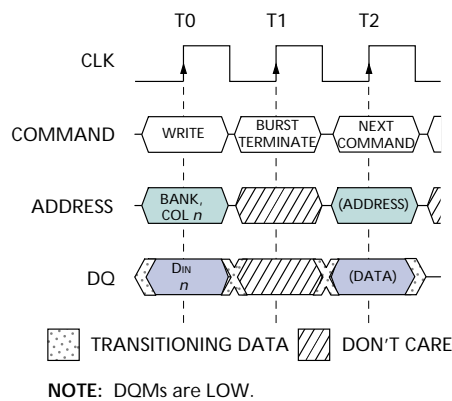 T0 T1 T2
CLK
COMMAND WRITE BURST TERMINATE NEXT COMMAND
ADDRESS BANK, COL n (ADDRESS)
DQ DIN n (DATA)
TRANSITIONING DATA DON'T CARE
NOTE: DQMs are LOW.